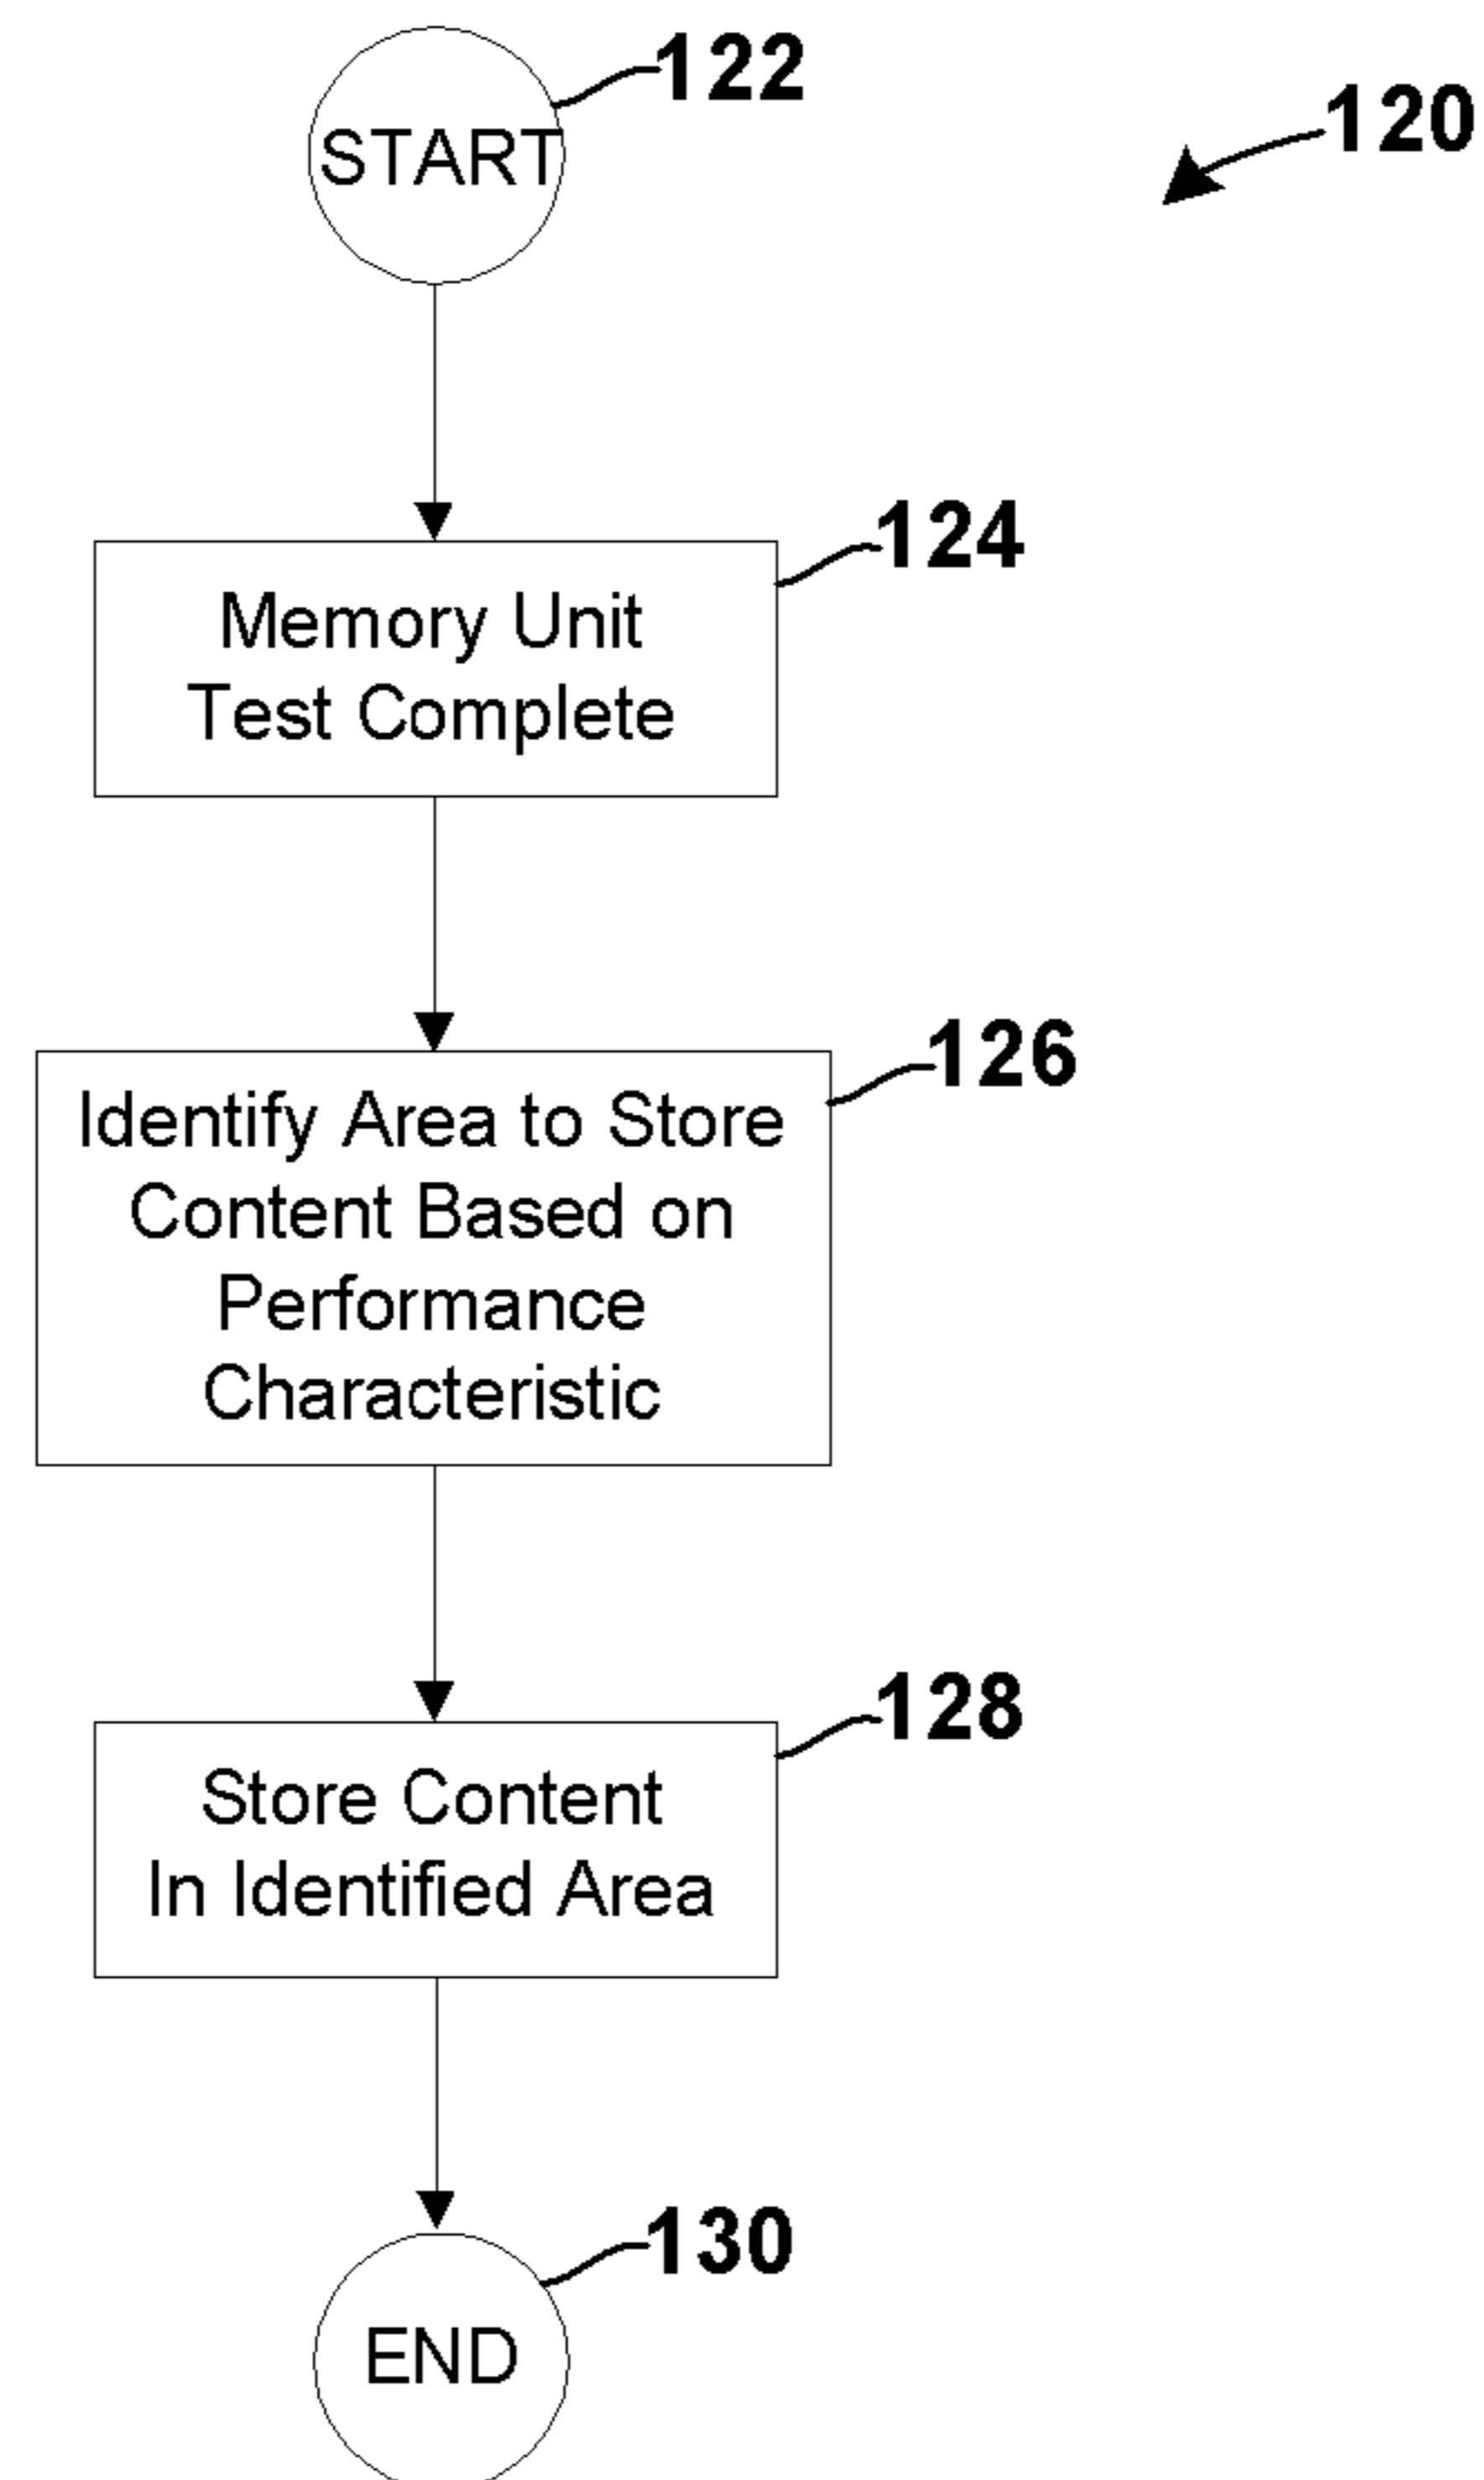 122
120
START
124
Memory Unit
Test Complete
126
Identify Area to Store
Content Based on
Performance
Characteristic
128
Store Content
In Identified Area
130
END